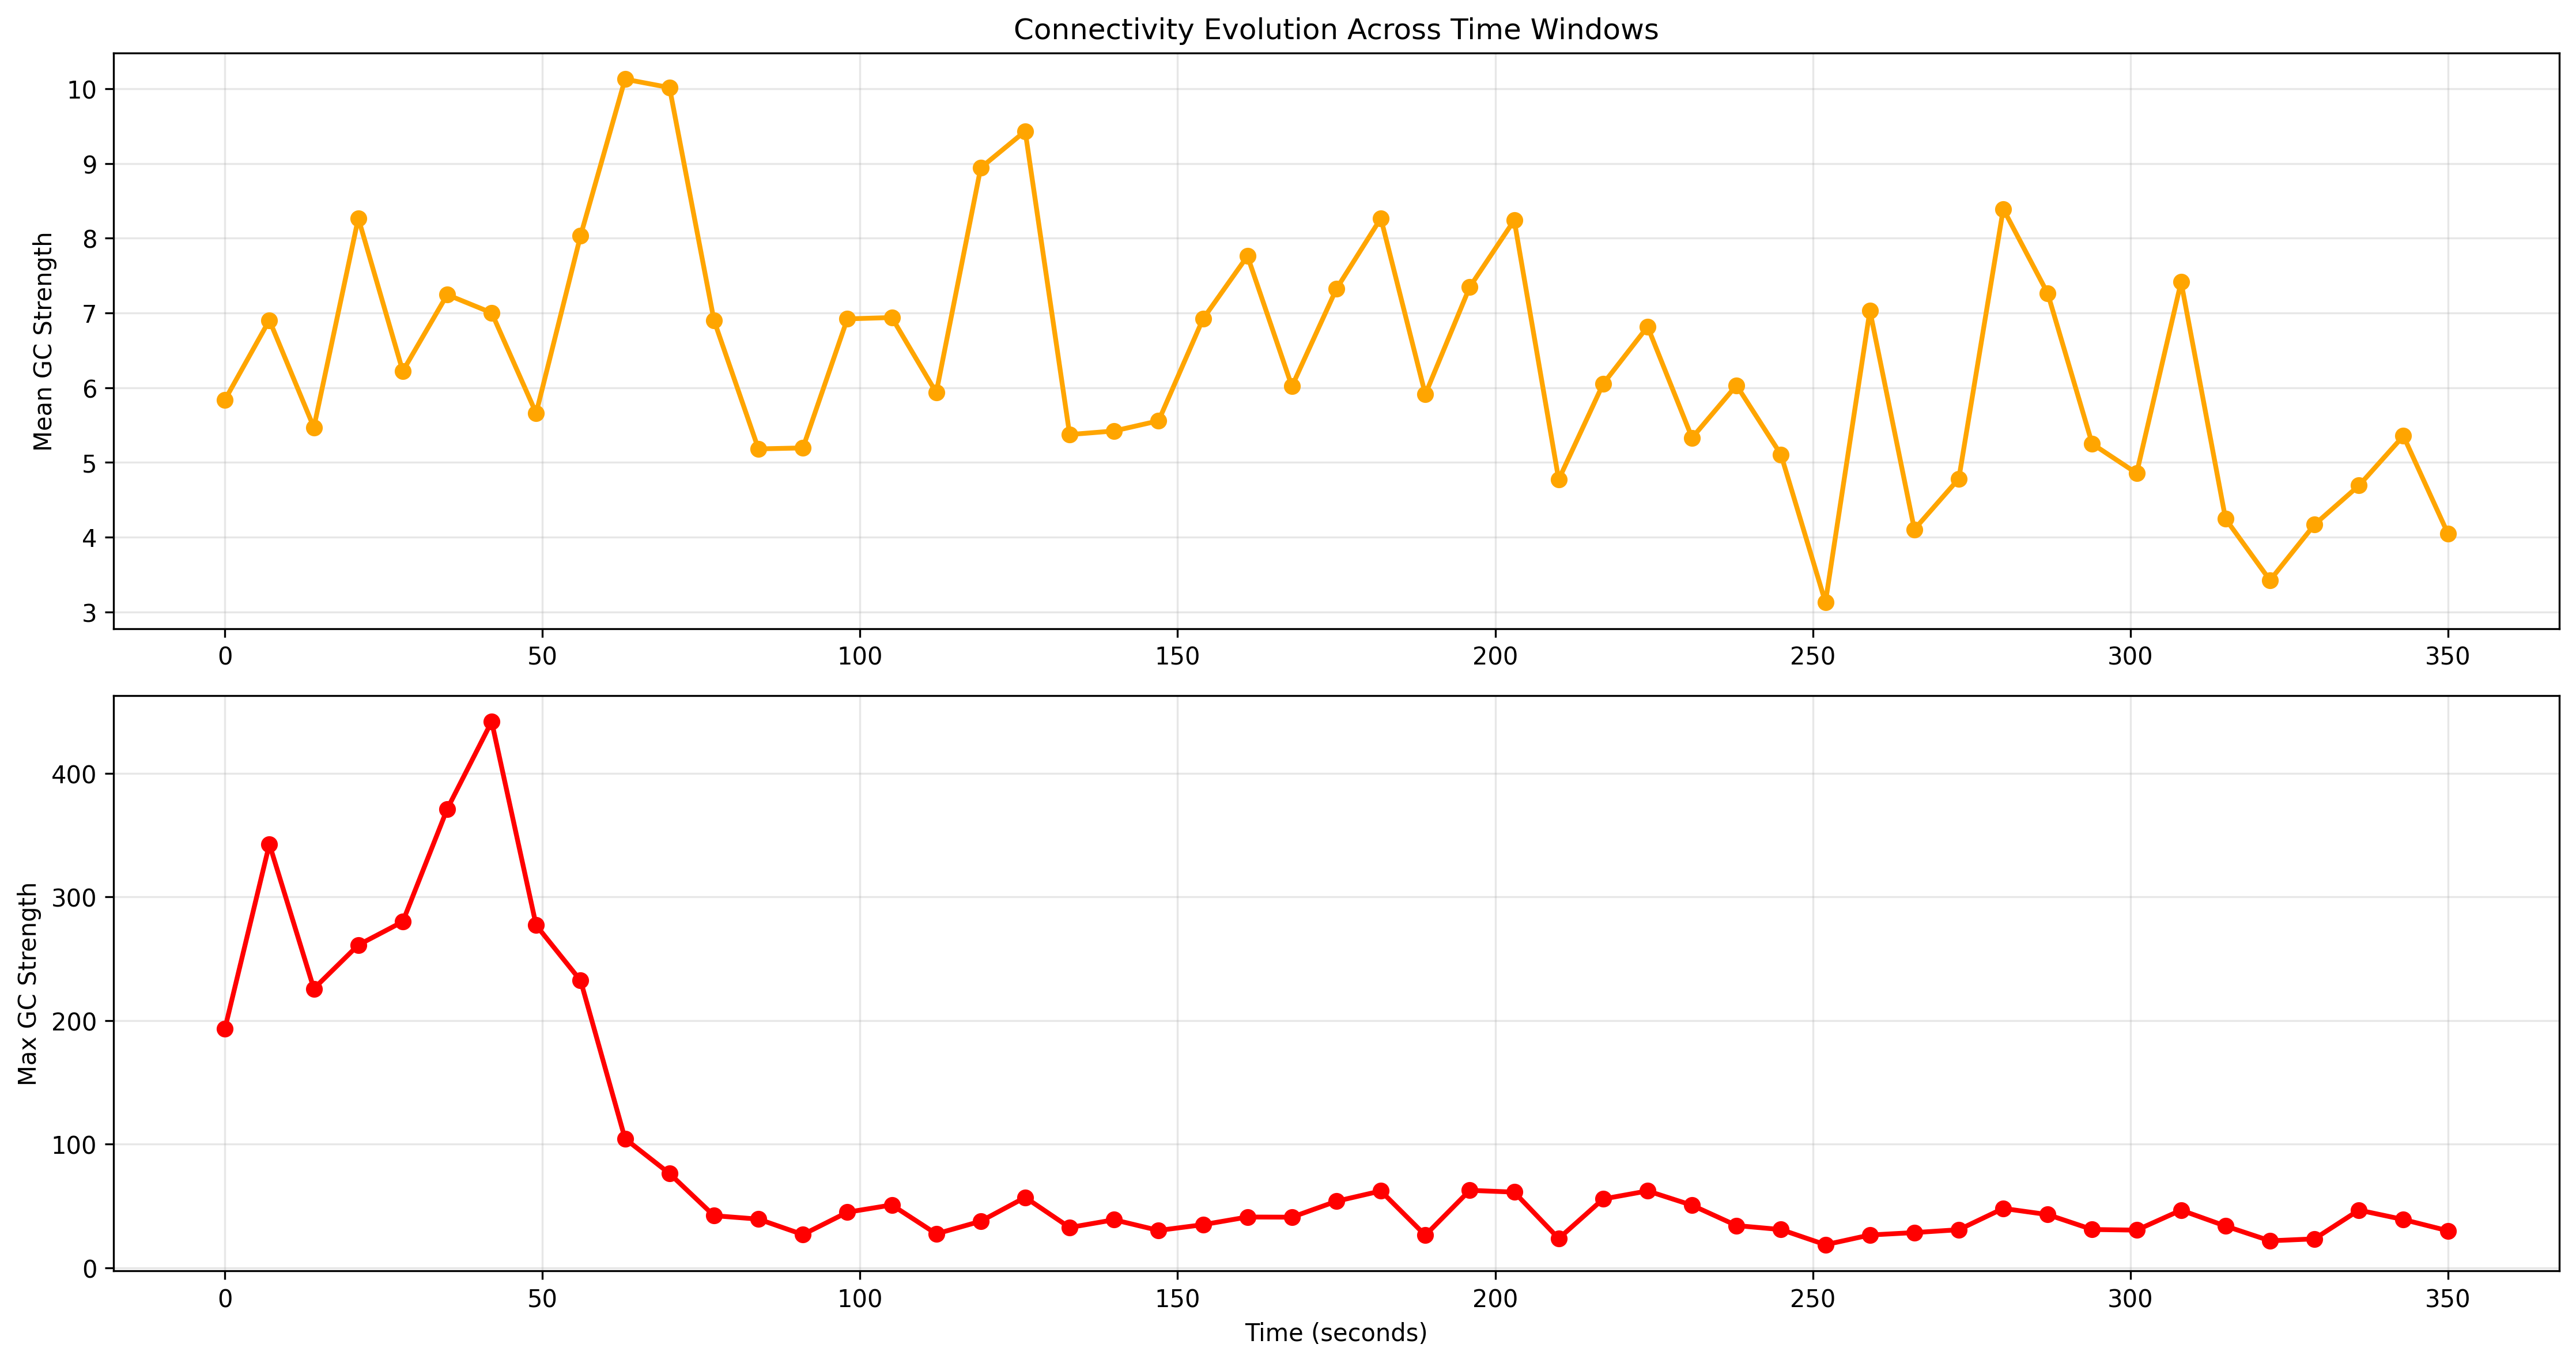 Connectivity Evolution Across Time Windows
Mean GC Strength
10
9
8
7
6
5
4
3
0 50 100 150 200 250 300 350
Max GC Strength
400
300
200
100
0
0 50 100 150 200 250 300 350
Time (seconds)